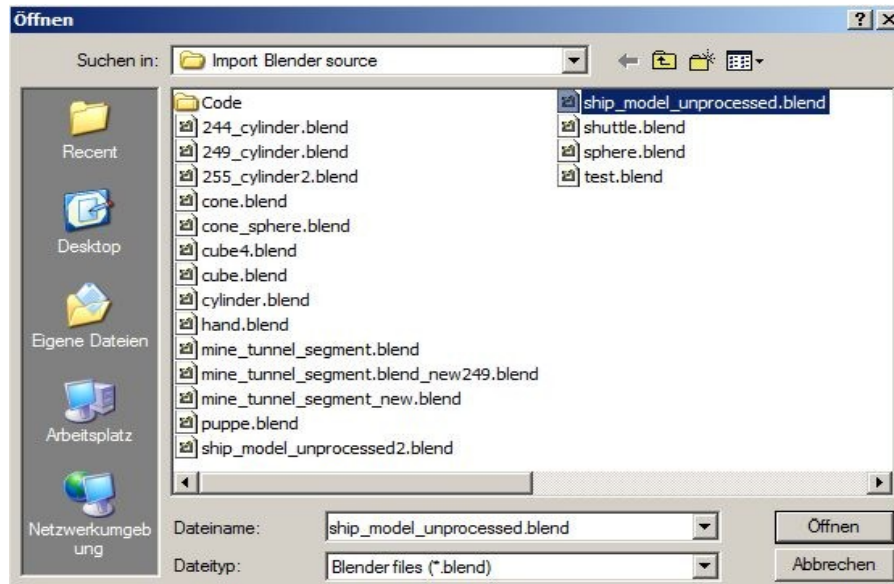 Öffnen
Suchen in:
Import Blender source
Recent
Desktop
Eigene Dateien
Arbeitsplatz
Netzwerkumgeb
ung
Code
244_cylinder.blend
249_cylinder.blend
255_cylinder2.blend
cone.blend
cone_sphere.blend
cube4.blend
cube.blend
cylinder.blend
hand.blend
mine_tunnel_segment.blend
mine_tunnel_segment.blend_new249.blend
mine_tunnel_segment_new.blend
puppe.blend
ship_model_unprocessed2.blend
ship_model_unprocessed.blend
shuttle.blend
sphere.blend
test.blend
Dateiname:
ship_model_unprocessed.blend
Öffnen
Dateityp:
Blender files (*.blend)
Abbrechen